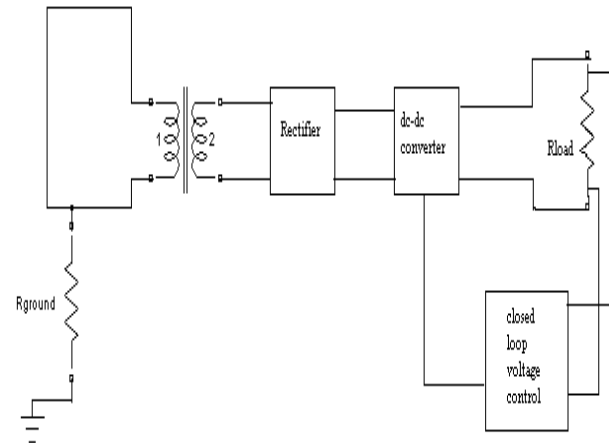 1
2
Rectifier
dc-dc
converter
Rload
Rground
closed
loop
voltage
control